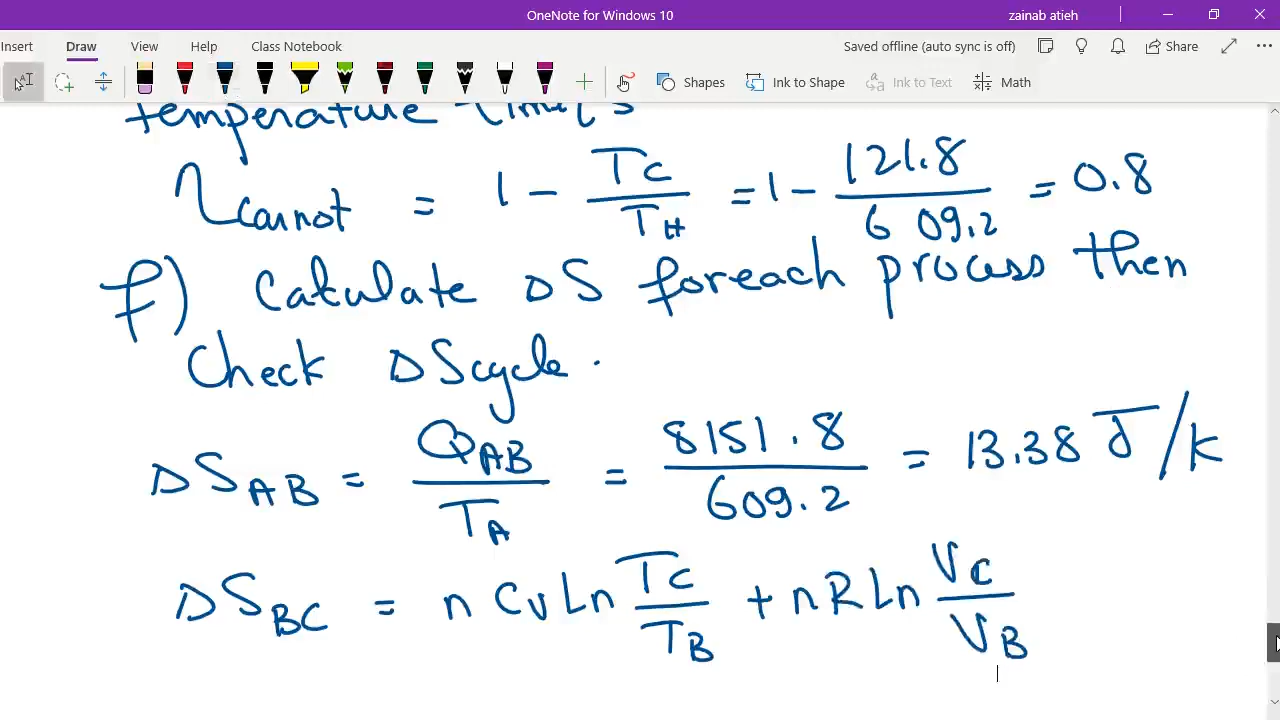 OneNote for Windows 10
zainab atieh
Insert Draw View Help Class Notebook Saved offline (auto sync is off) Share
Shapes Ink to Shape Ink to Text Math
temperature limits
η carnot = 1 - Tc / TH = 1 - 121.8 / 609.2 = 0.8
f) Calculate ΔS foreach process then
Check ΔScycle.
ΔSAB = QAB / TA = 8151.8 / 609.2 = 13.38 J/K
ΔSBC = n Cv Ln TC / TB + nR Ln VC / VB